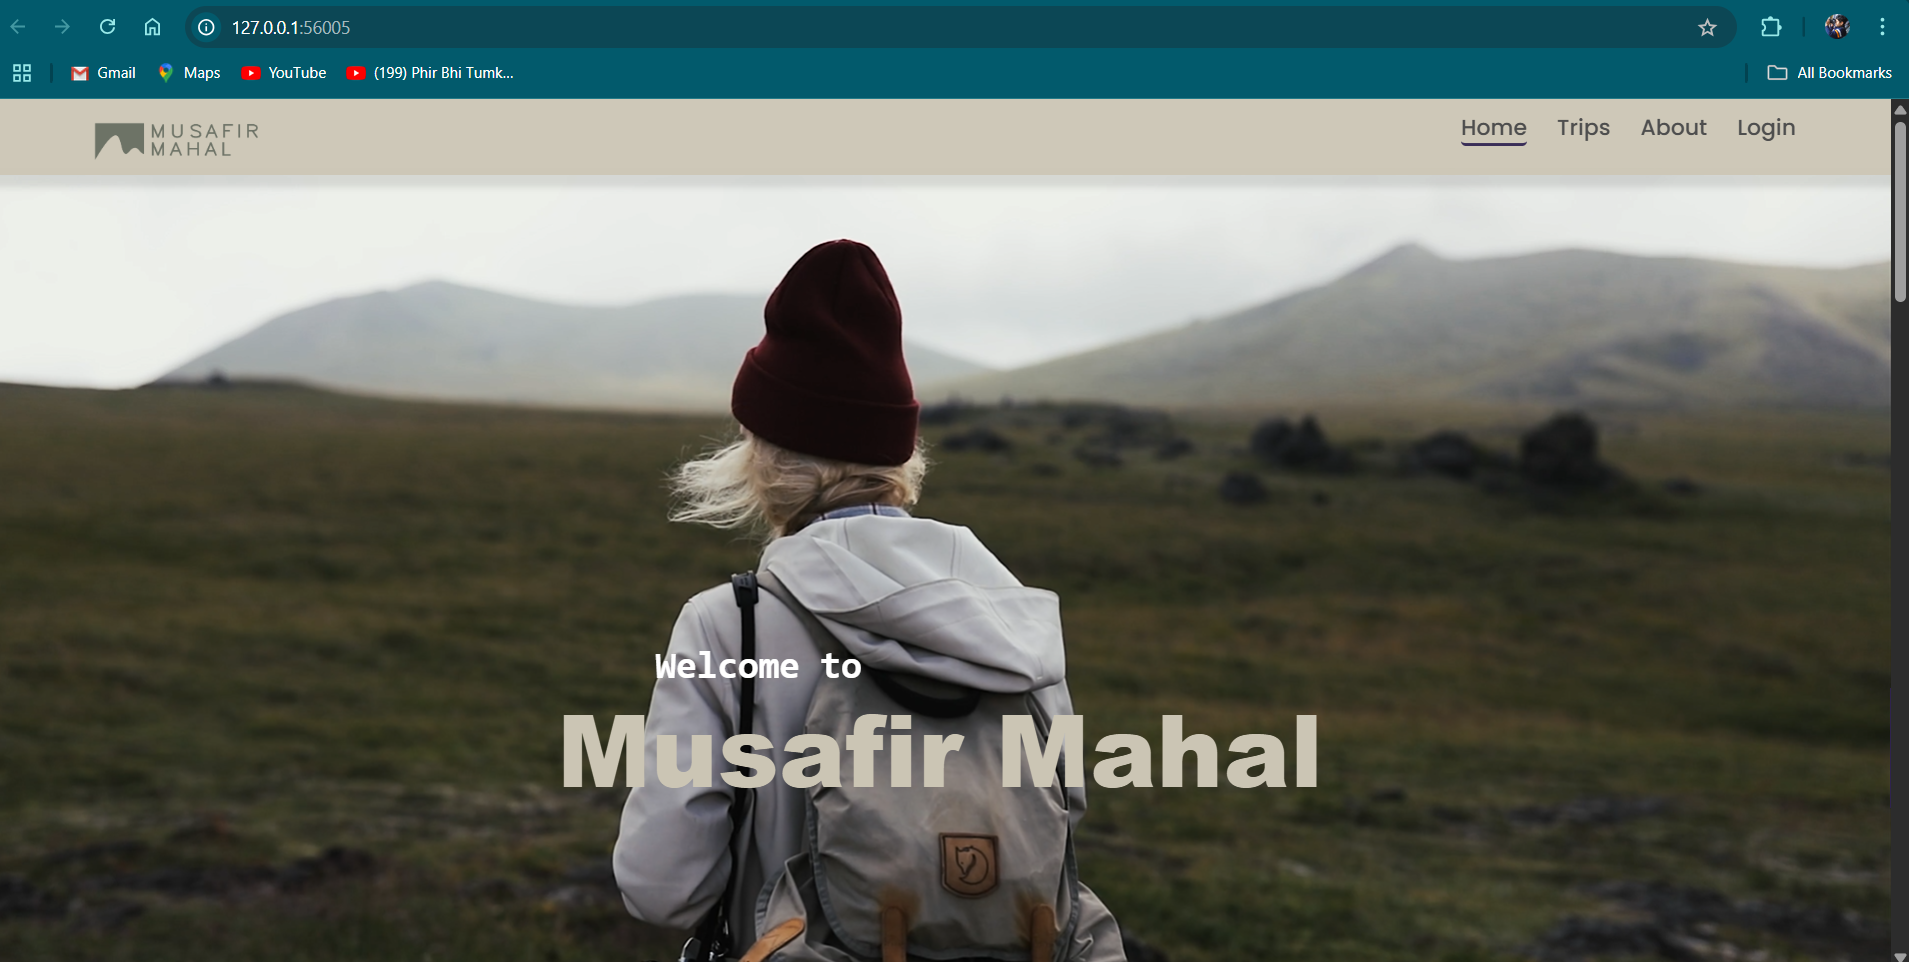 127.0.0.1:56005
Gmail Maps YouTube (199) Phir Bhi Tumk... All Bookmarks
MUSAFIR
MAHAL
Home Trips About Login
Welcome to
Musafir Mahal